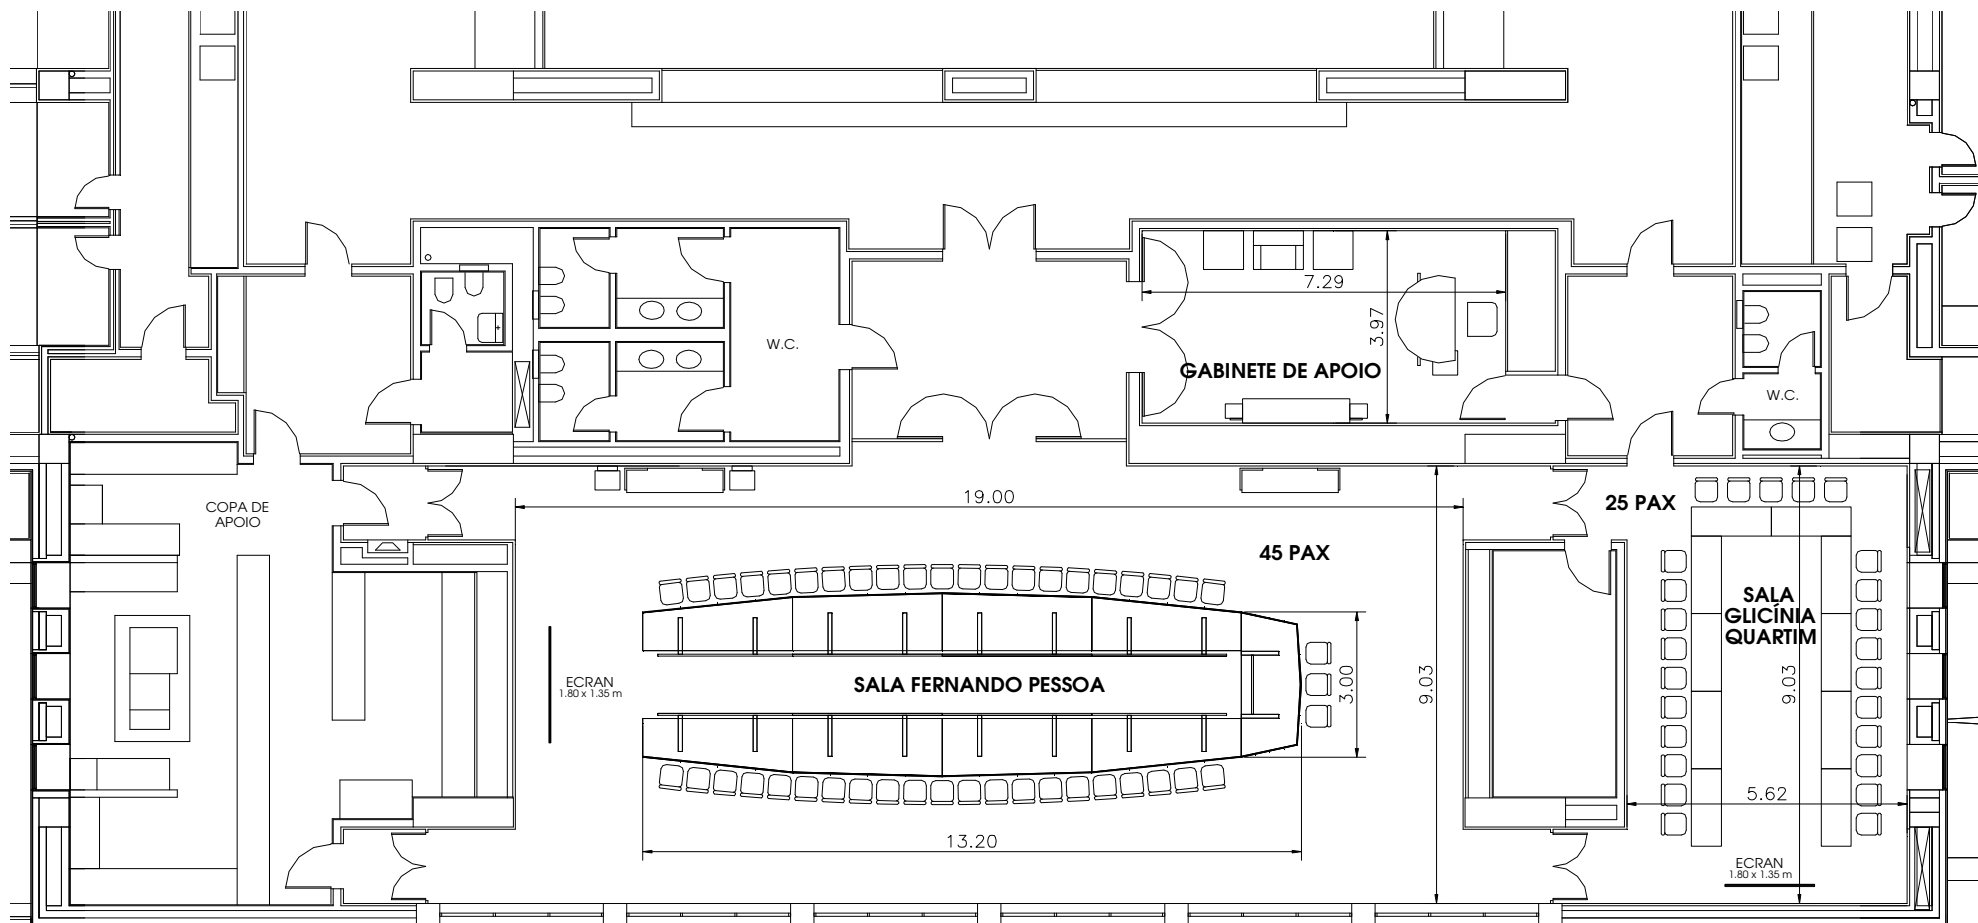 7.29
3.97
W.C.
GABINETE DE APOIO
W.C.
COPA DE
APOIO
19.00
25 PAX
45 PAX
SALA
GLICÍNIA
QUARTIM
ECRAN
1.80 x 1.35 m
SALA FERNANDO PESSOA
3.00
9.03
9.03
5.62
13.20
ECRAN
1.80 x 1.35 m